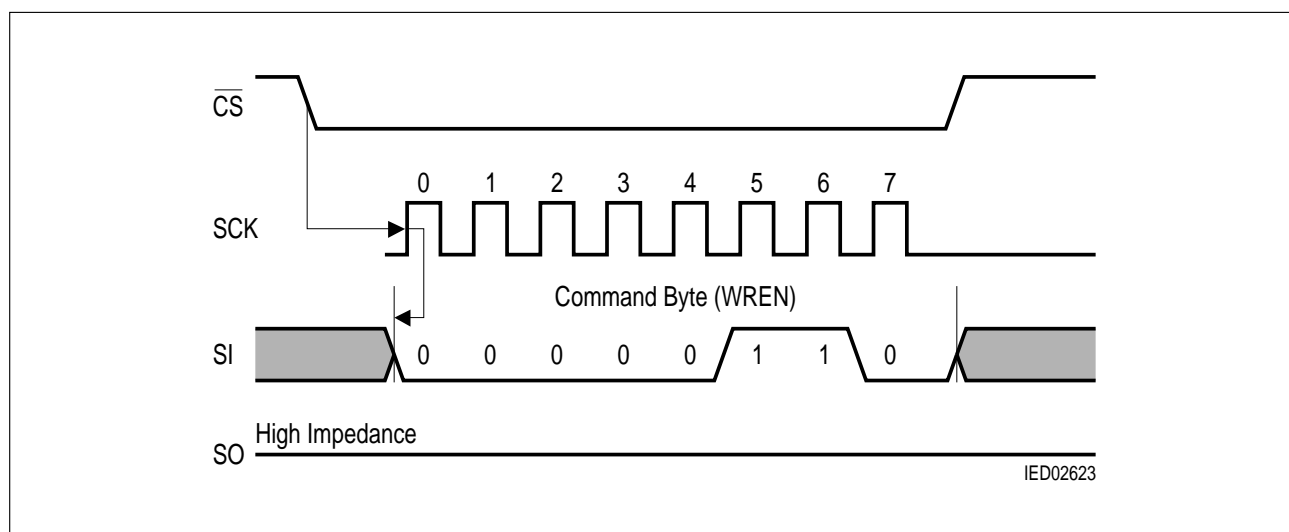 C̅S̅
0 1 2 3 4 5 6 7
SCK
Command Byte (WREN)
SI 0 0 0 0 0 1 1 0
High Impedance
SO
IED02623